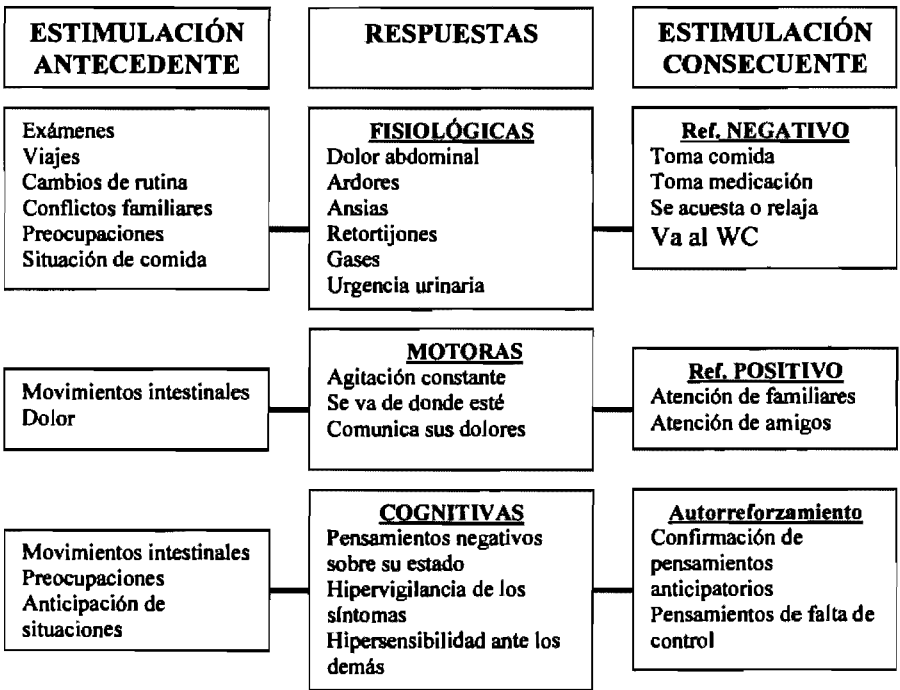 ESTIMULACIÓN
ANTECEDENTE
RESPUESTAS
ESTIMULACIÓN
CONSECUENTE
Exámenes
Viajes
Cambios de rutina
Conflictos familiares
Preocupaciones
Situación de comida
FISIOLÓGICAS
Dolor abdominal
Ardores
Ansias
Retortijones
Gases
Urgencia urinaria
Ref. NEGATIVO
Toma comida
Toma medicación
Se acuesta o relaja
Va al WC
Movimientos intestinales
Dolor
MOTORAS
Agitación constante
Se va de donde esté
Comunica sus dolores
Ref. POSITIVO
Atención de familiares
Atención de amigos
Movimientos intestinales
Preocupaciones
Anticipación de
situaciones
COGNITIVAS
Pensamientos negativos
sobre su estado
Hipervigilancia de los
síntomas
Hipersensibilidad ante los
demás
Autorreforzamiento
Confirmación de
pensamientos
anticipatorios
Pensamientos de falta de
control